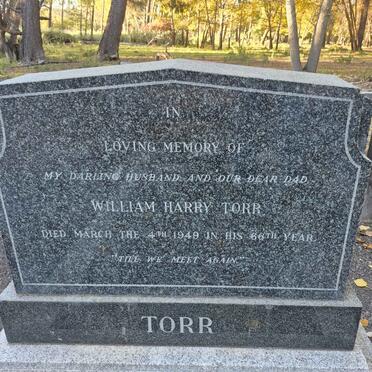 IN
LOVING MEMORY OF
MY DARLING HUSBAND AND OUR DEAR DAD
WILLIAM HARRY TORR
DIED MARCH THE 4TH 1949 IN HIS 66TH YEAR
"TILL WE MEET AGAIN"
TORR